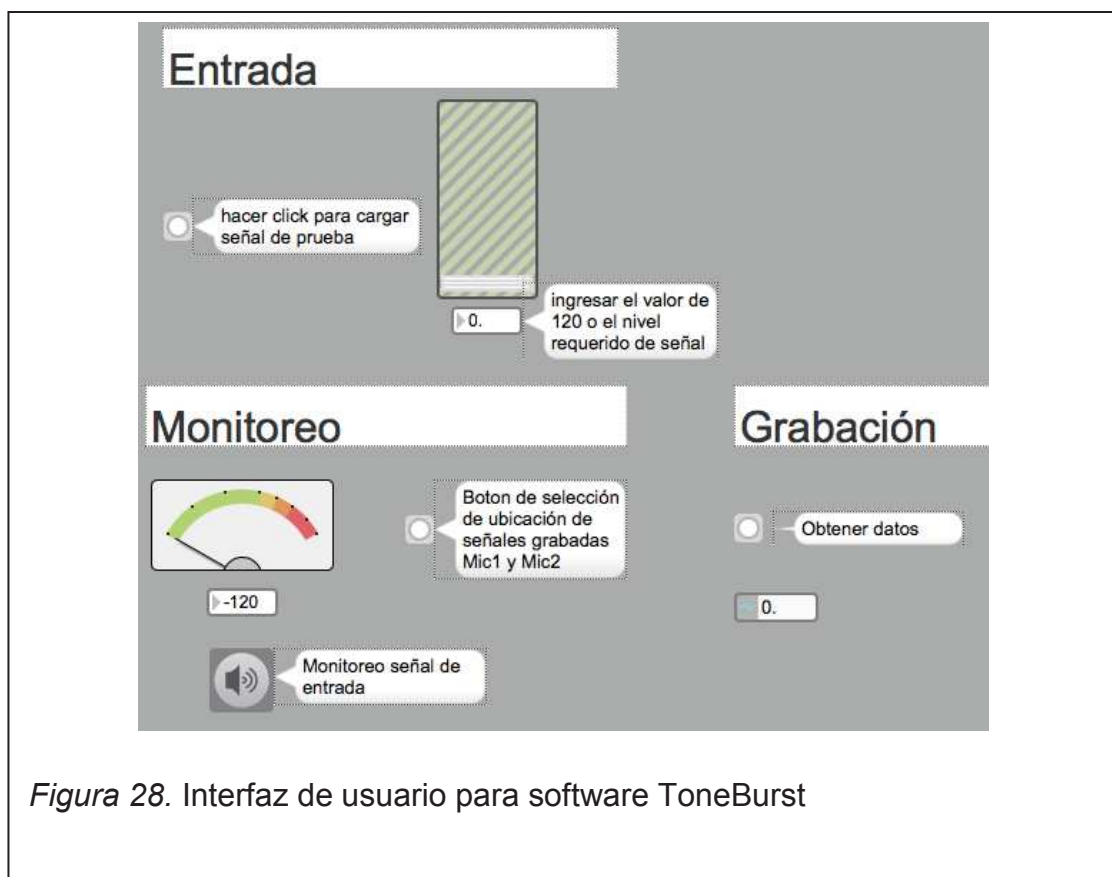 Entrada
hacer click para cargar
señal de prueba
0.
ingresar el valor de
120 o el nivel
requerido de señal
Monitoreo
Boton de selección
de ubicación de
señales grabadas
Mic1 y Mic2
-120
Monitoreo señal de
entrada
Grabación
Obtener datos
0.
Figura 28. Interfaz de usuario para software ToneBurst